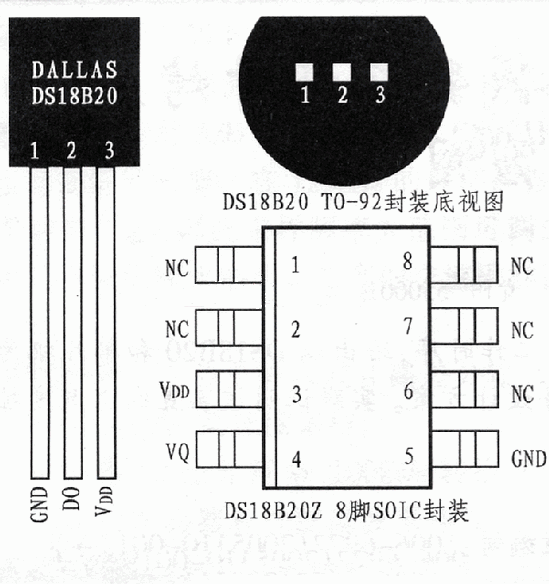 DALLAS
DS18B20
1 2 3
GND
DO
VDD
1 2 3
DS18B20 TO-92封装底视图
NC 1 8 NC
NC 2 7 NC
VDD 3 6 NC
VQ 4 5 GND
DS18B20Z 8脚SOIC封装